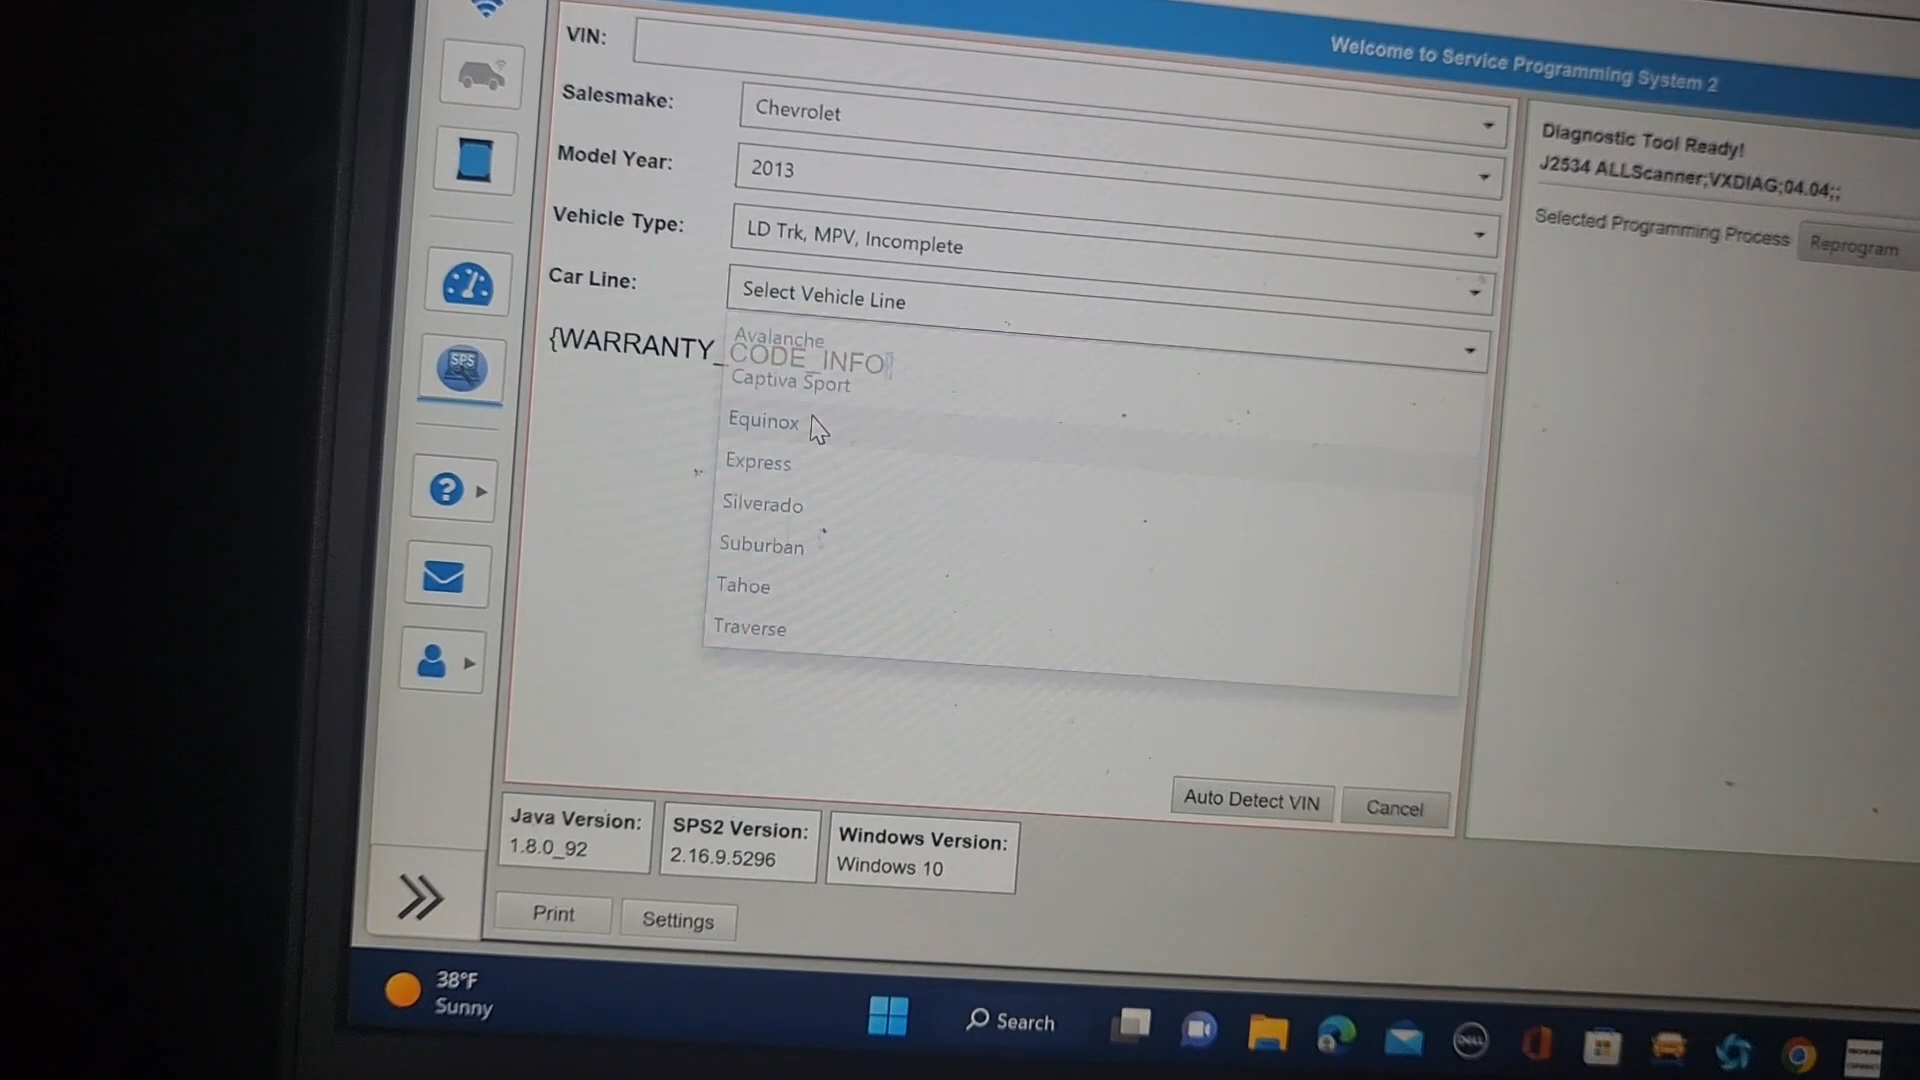 Welcome to Service Programming System 2
VIN:
Salesmake:
Chevrolet
Model Year:
2013
Vehicle Type:
LD Trk, MPV, Incomplete
Car Line:
Select Vehicle Line
{WARRANTY_CODE_INFO}
Avalanche
Captiva Sport
Equinox
Express
Silverado
Suburban
Tahoe
Traverse
Auto Detect VIN
Cancel
Diagnostic Tool Ready!
J2534 ALLScanner;VXDIAG;04.04;;
Selected Programming Process
Reprogram
SPS
Java Version:
1.8.0_92
SPS2 Version:
2.16.9.5296
Windows Version:
Windows 10
Print
Settings
38°F
Sunny
Search
DELL